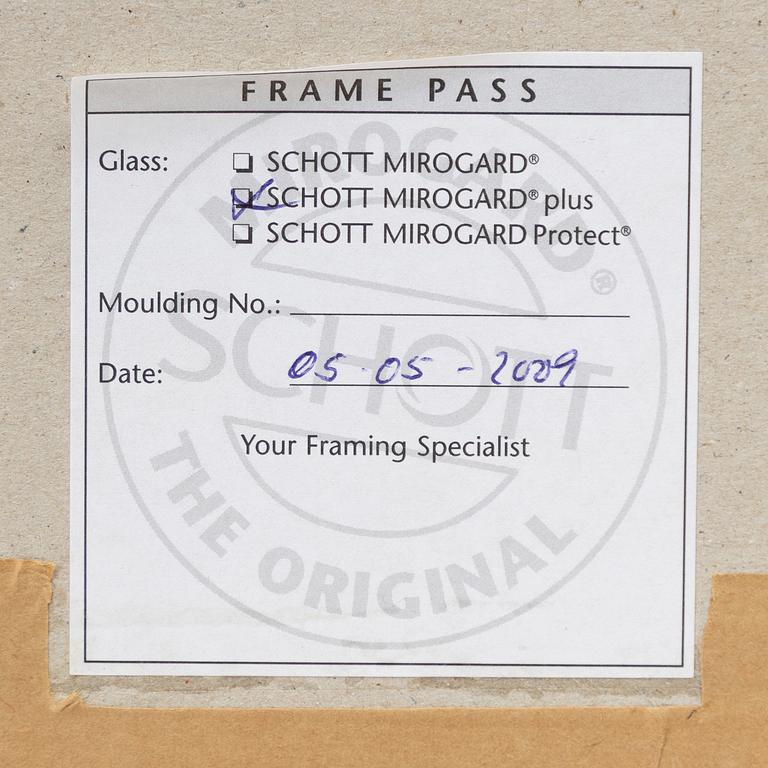 FRAME PASS
Glass: ❏ SCHOTT MIROGARD®
☑ SCHOTT MIROGARD® plus
❏ SCHOTT MIROGARD Protect®
Moulding No.:
Date: 05-05-2009
Your Framing Specialist
MIROGARD®
SCHOTT
THE ORIGINAL